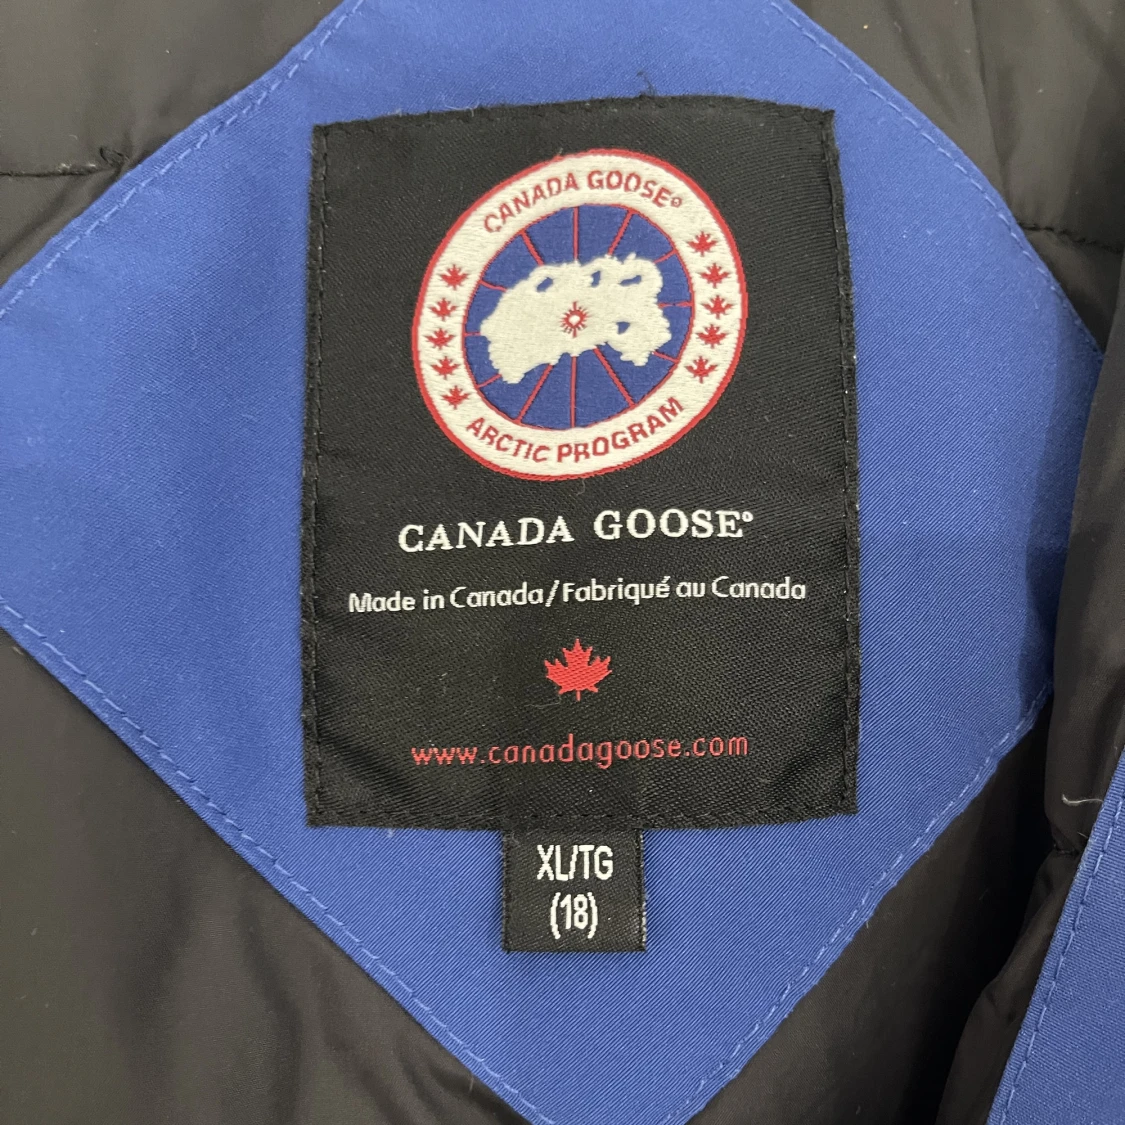 CANADA GOOSE®
ARCTIC PROGRAM
CANADA GOOSE®
Made in Canada/Fabriqué au Canada
www.canadagoose.com
XL/TG
(18)